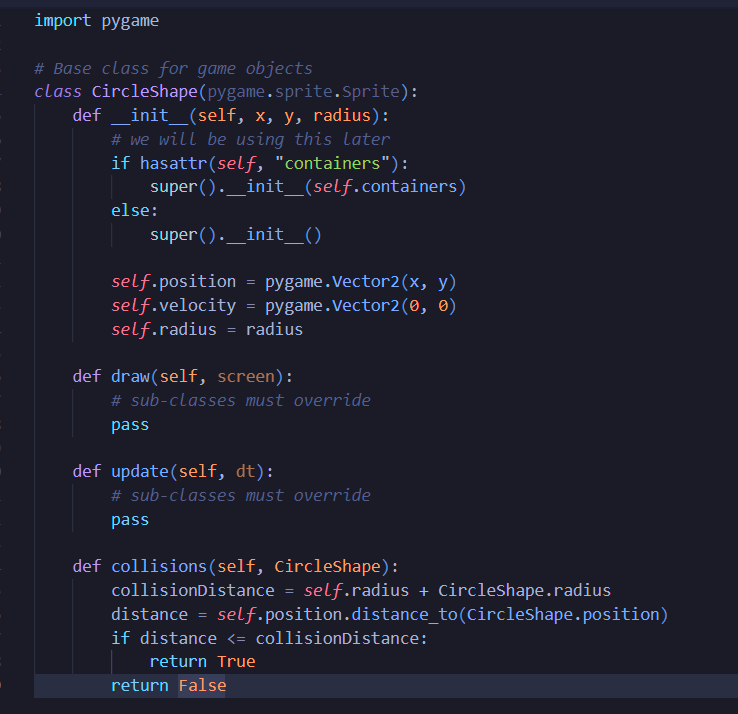 import pygame
# Base class for game objects
class CircleShape(pygame.sprite.Sprite):
    def __init__(self, x, y, radius):
        # we will be using this later
        if hasattr(self, "containers"):
            super().__init__(self.containers)
        else:
            super().__init__()
        self.position = pygame.Vector2(x, y)
        self.velocity = pygame.Vector2(0, 0)
        self.radius = radius
    def draw(self, screen):
        # sub-classes must override
        pass
    def update(self, dt):
        # sub-classes must override
        pass
    def collisions(self, CircleShape):
        collisionDistance = self.radius + CircleShape.radius
        distance = self.position.distance_to(CircleShape.position)
        if distance <= collisionDistance:
            return True
        return False